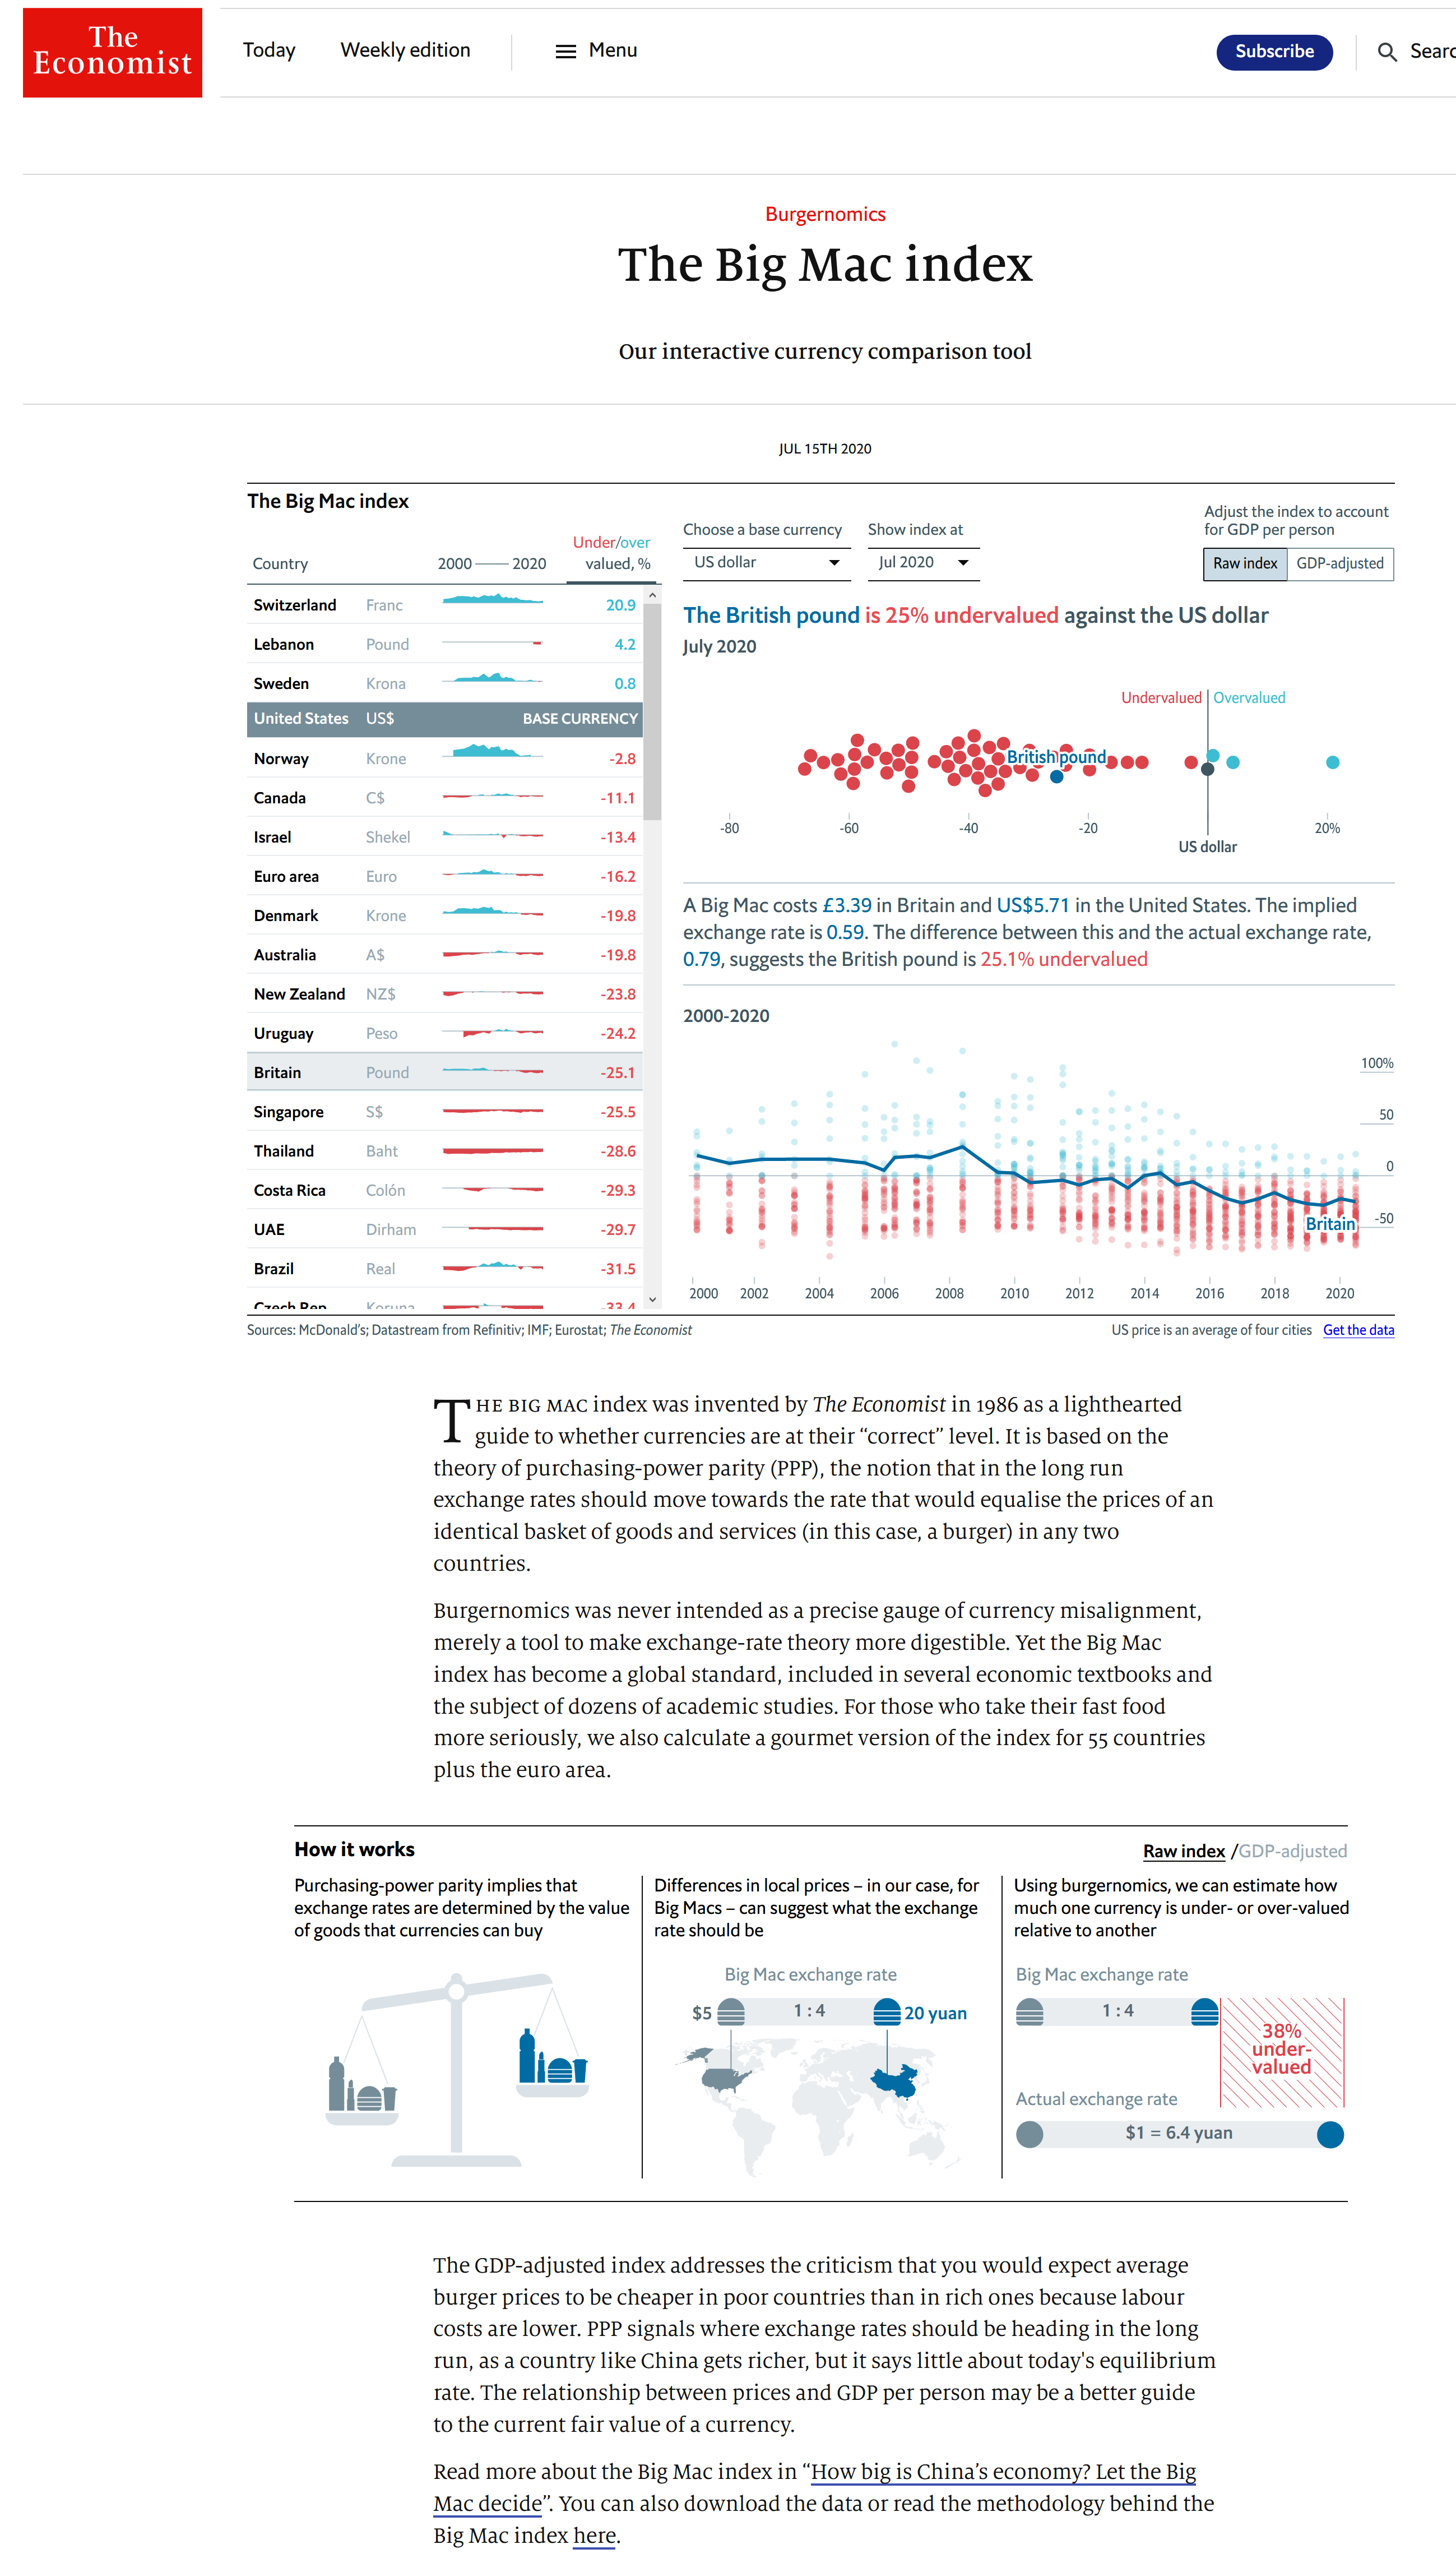 The
Economist
Today
Weekly edition
Menu
Subscribe
Burgernomics
The Big Mac index
Our interactive currency comparison tool
JUL 15TH 2020
The Big Mac index
Country
2000
2020
Under/over
valued, %
Switzerland Franc 20.9
Lebanon Pound 4.2
Sweden Krona 0.8
United States US$ BASE CURRENCY
Norway Krone -2.8
Canada C$ -11.1
Israel Shekel -13.4
Euro area Euro -16.2
Denmark Krone -19.8
Australia A$ -19.8
New Zealand NZ$ -23.8
Uruguay Peso -24.2
Britain Pound -25.1
Singapore S$ -25.5
Thailand Baht -28.6
Costa Rica Colón -29.3
UAE Dirham -29.7
Brazil Real -31.5
Czech Rep Koruna -33.4
Choose a base currency
US dollar
Show index at
Jul 2020
Adjust the index to account
for GDP per person
Raw index
GDP-adjusted
The British pound is 25% undervalued against the US dollar
July 2020
Undervalued
Overvalued
British pound
-80 -60 -40 -20 20%
US dollar
A Big Mac costs £3.39 in Britain and US$5.71 in the United States. The implied
exchange rate is 0.59. The difference between this and the actual exchange rate,
0.79, suggests the British pound is 25.1% undervalued
2000-2020
100%
50
0
-50
Britain
2000 2002 2004 2006 2008 2010 2012 2014 2016 2018 2020
Sources: McDonald's; Datastream from Refinitiv; IMF; Eurostat; The Economist
US price is an average of four cities Get the data
THE BIG MAC index was invented by The Economist in 1986 as a lighthearted
guide to whether currencies are at their “correct” level. It is based on the
theory of purchasing-power parity (PPP), the notion that in the long run
exchange rates should move towards the rate that would equalise the prices of an
identical basket of goods and services (in this case, a burger) in any two
countries.
Burgernomics was never intended as a precise gauge of currency misalignment,
merely a tool to make exchange-rate theory more digestible. Yet the Big Mac
index has become a global standard, included in several economic textbooks and
the subject of dozens of academic studies. For those who take their fast food
more seriously, we also calculate a gourmet version of the index for 55 countries
plus the euro area.
How it works
Raw index /GDP-adjusted
Purchasing-power parity implies that
exchange rates are determined by the value
of goods that currencies can buy
Differences in local prices – in our case, for
Big Macs – can suggest what the exchange
rate should be
Big Mac exchange rate
$5
1 : 4
20 yuan
Using burgernomics, we can estimate how
much one currency is under- or over-valued
relative to another
Big Mac exchange rate
1 : 4
38%
under-
valued
Actual exchange rate
$1 = 6.4 yuan
The GDP-adjusted index addresses the criticism that you would expect average
burger prices to be cheaper in poor countries than in rich ones because labour
costs are lower. PPP signals where exchange rates should be heading in the long
run, as a country like China gets richer, but it says little about today's equilibrium
rate. The relationship between prices and GDP per person may be a better guide
to the current fair value of a currency.
Read more about the Big Mac index in “How big is China’s economy? Let the Big
Mac decide”. You can also download the data or read the methodology behind the
Big Mac index here.